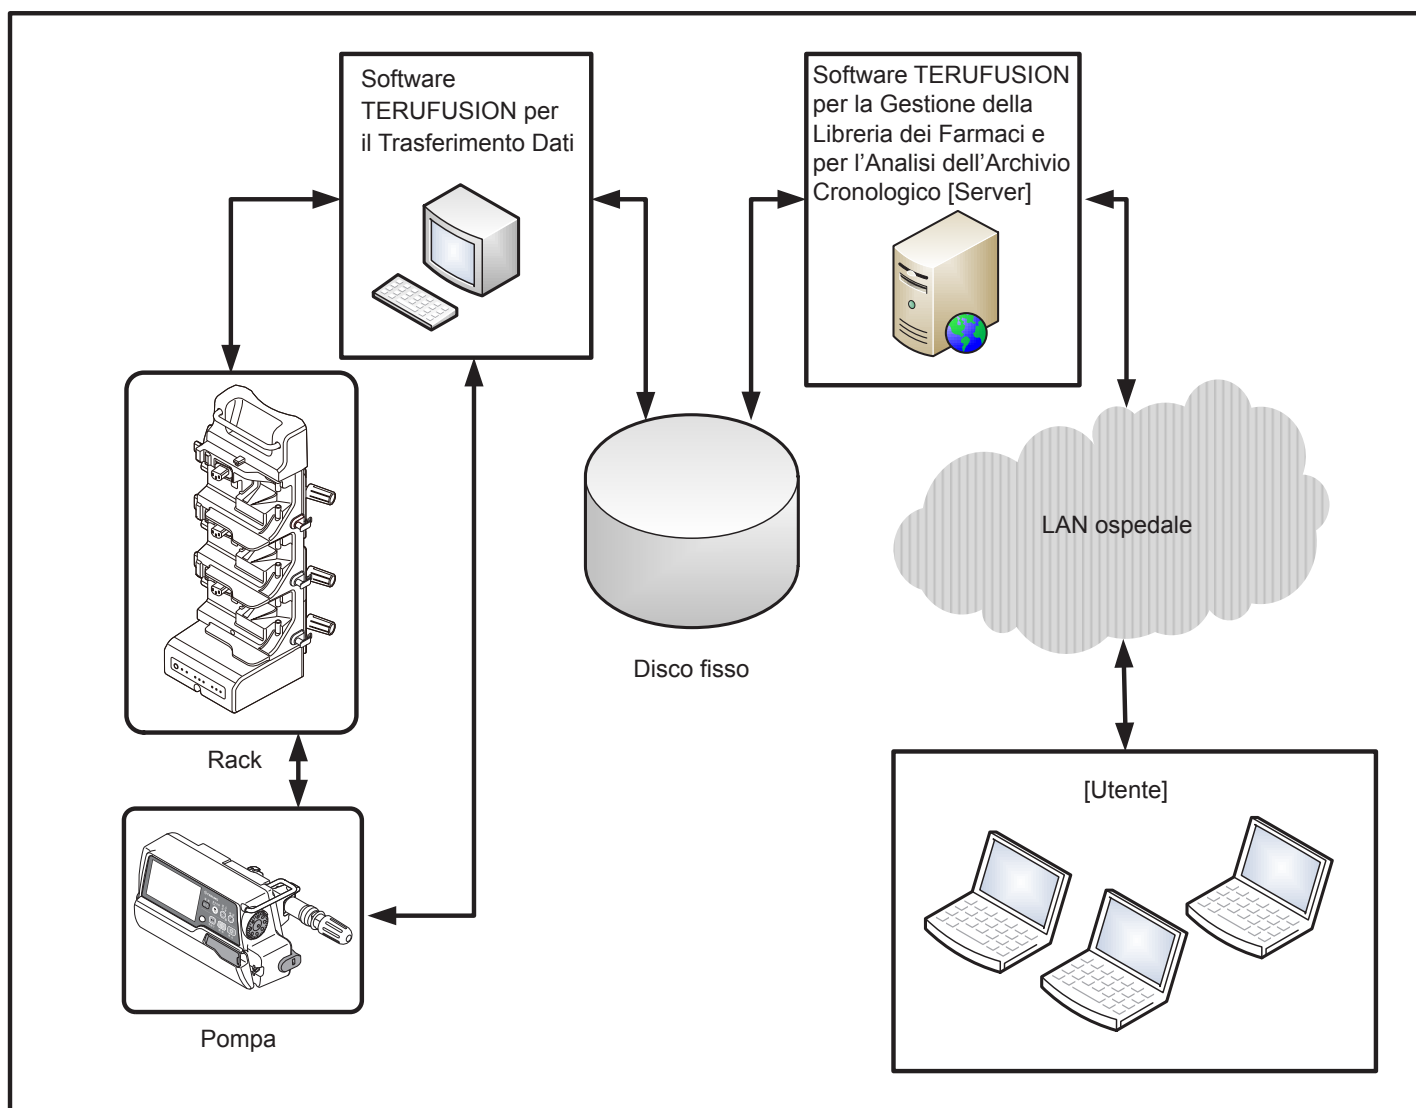 Software
TERUFUSION per
il Trasferimento Dati
Software TERUFUSION
per la Gestione della
Libreria dei Farmaci e
per l’Analisi dell’Archivio
Cronologico [Server]
LAN ospedale
Disco fisso
Rack
[Utente]
Pompa